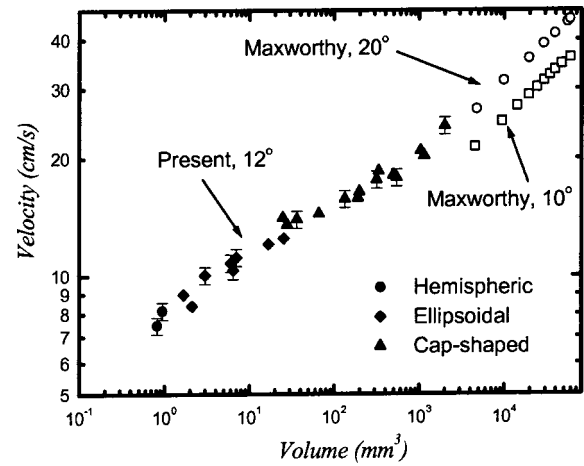 40
30
20
10
9
8
7
6
5
Velocity (cm/s)
Maxworthy, 20°
Present, 12°
Maxworthy, 10°
Hemispheric
Ellipsoidal
Cap-shaped
10⁻¹ 10⁰ 10¹ 10² 10³ 10⁴
Volume (mm³)